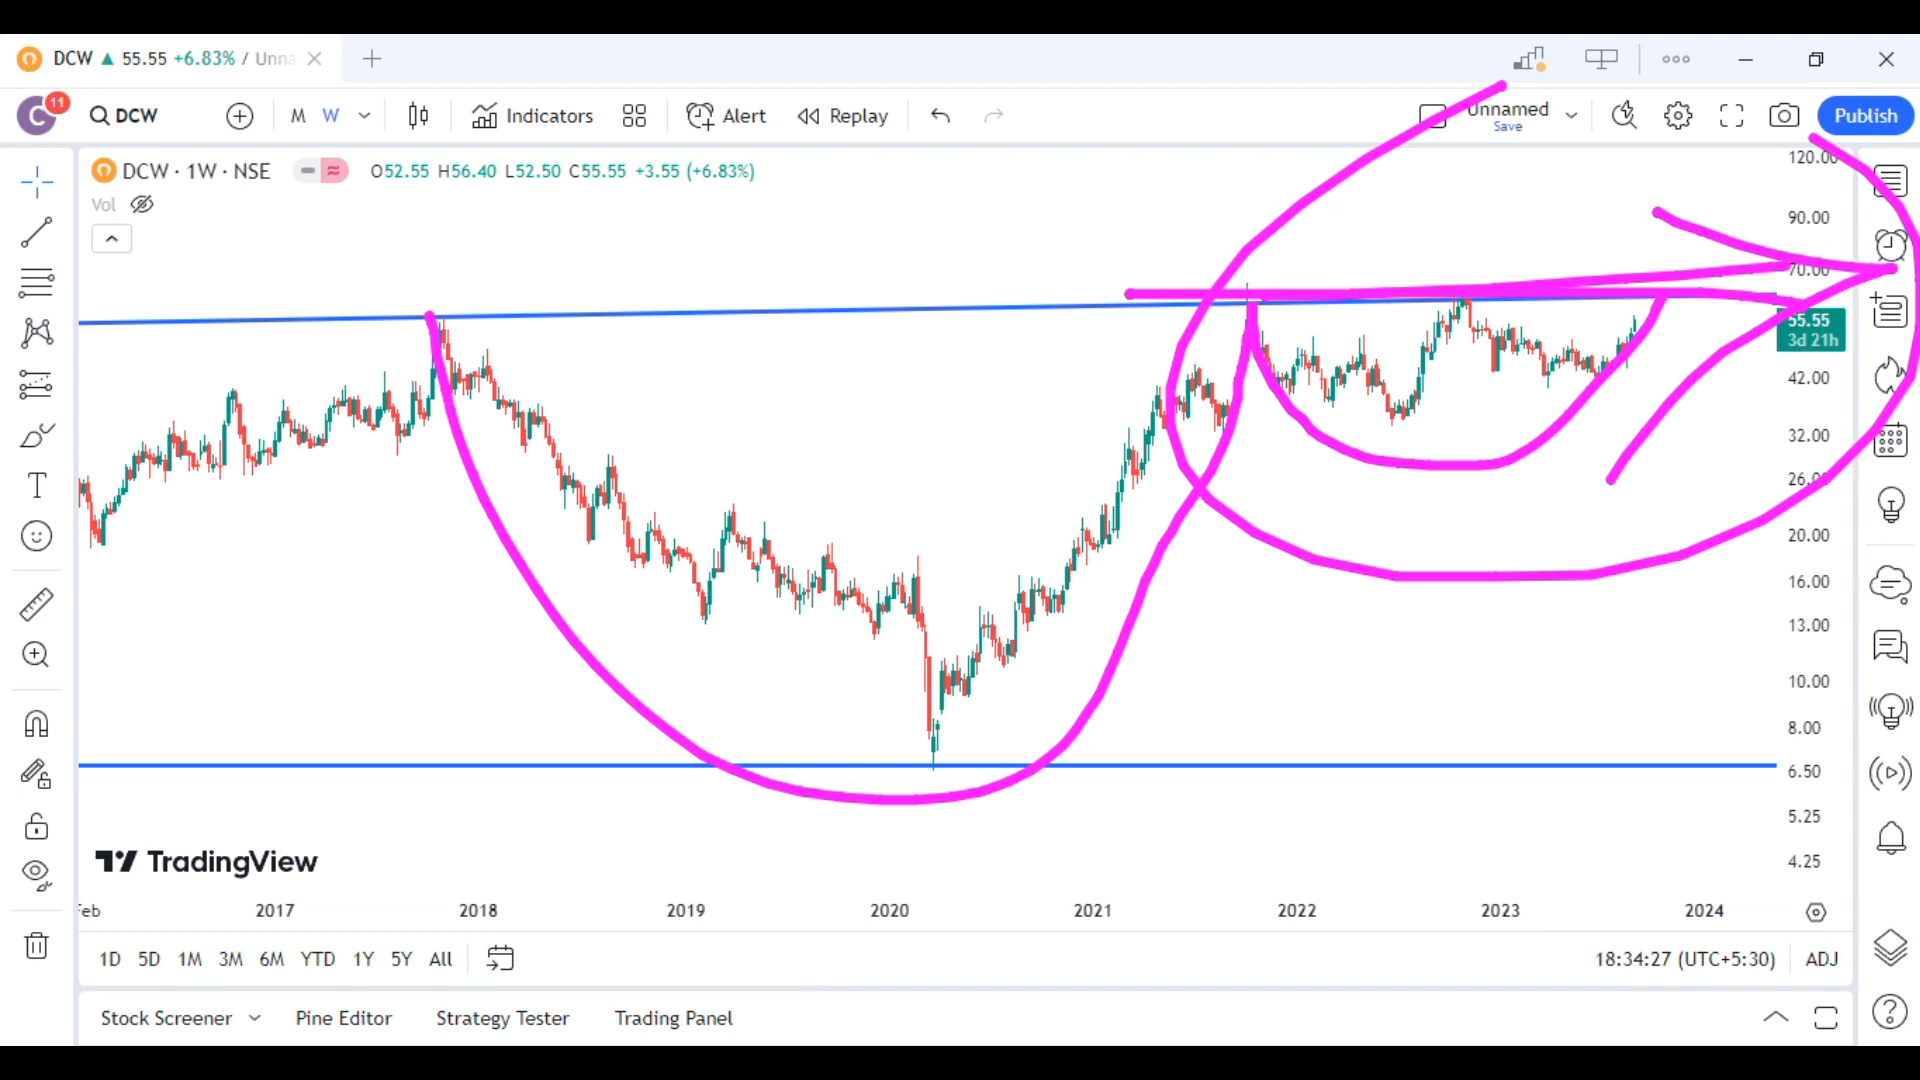 DCW ▲ 55.55 +6.83% / Unna
C 11 DCW M W Indicators Alert Replay Unnamed Publish
Save
DCW · 1W · NSE O52.55 H56.40 L52.50 C55.55 +3.55 (+6.83%)
Vol
120.00
90.00
70.00
55.55
3d 21h
42.00
32.00
20.00
16.00
13.00
10.00
8.00
6.50
5.25
4.25
TradingView
2017 2018 2019 2020 2021 2022 2023 2024
1D 5D 1M 3M 6M YTD 1Y 5Y All 18:34:27 (UTC+5:30) ADJ
Stock Screener Pine Editor Strategy Tester Trading Panel